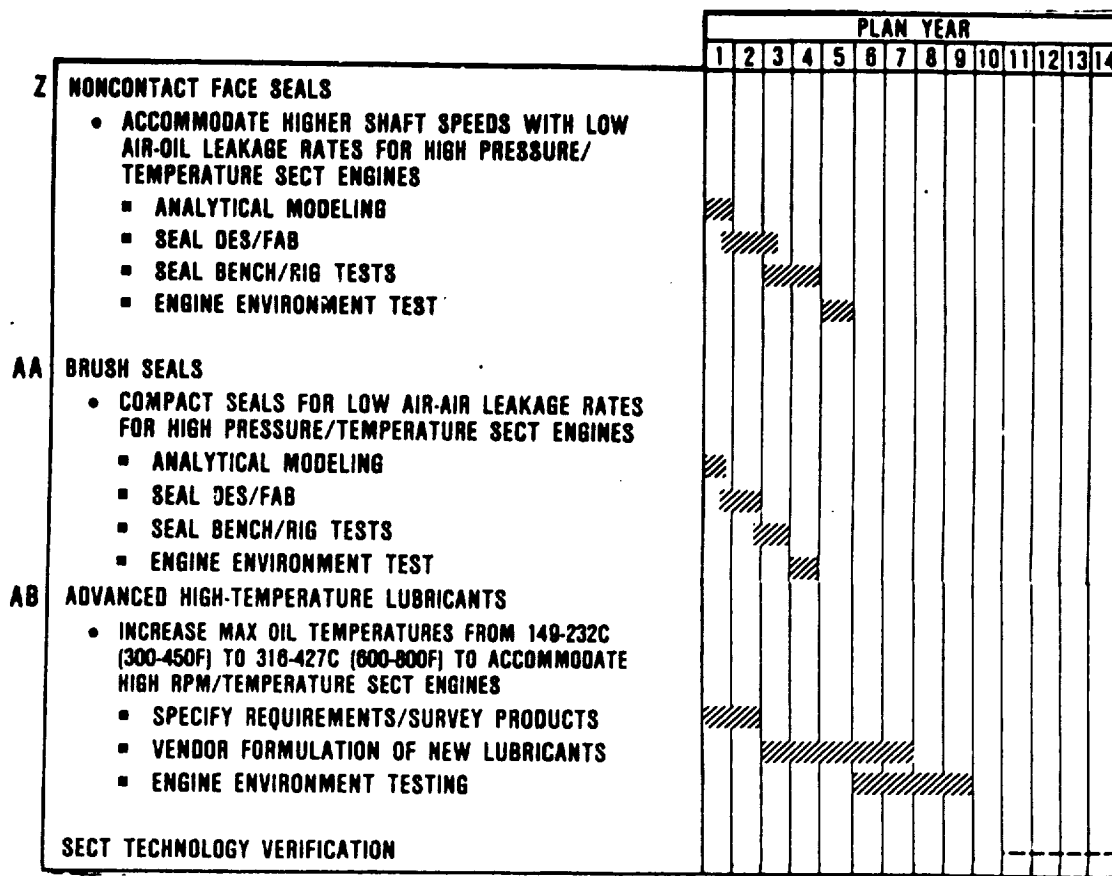 PLAN YEAR
1 2 3 4 5 6 7 8 9 10 11 12 13 14
Z NONCONTACT FACE SEALS
• ACCOMMODATE HIGHER SHAFT SPEEDS WITH LOW
AIR-OIL LEAKAGE RATES FOR HIGH PRESSURE/
TEMPERATURE SECT ENGINES
▪ ANALYTICAL MODELING
▪ SEAL DES/FAB
▪ SEAL BENCH/RIG TESTS
▪ ENGINE ENVIRONMENT TEST
AA BRUSH SEALS
• COMPACT SEALS FOR LOW AIR-AIR LEAKAGE RATES
FOR HIGH PRESSURE/TEMPERATURE SECT ENGINES
▪ ANALYTICAL MODELING
▪ SEAL DES/FAB
▪ SEAL BENCH/RIG TESTS
▪ ENGINE ENVIRONMENT TEST
AB ADVANCED HIGH-TEMPERATURE LUBRICANTS
• INCREASE MAX OIL TEMPERATURES FROM 149-232C
(300-450F) TO 316-427C (600-800F) TO ACCOMMODATE
HIGH RPM/TEMPERATURE SECT ENGINES
▪ SPECIFY REQUIREMENTS/SURVEY PRODUCTS
▪ VENDOR FORMULATION OF NEW LUBRICANTS
▪ ENGINE ENVIRONMENT TESTING
SECT TECHNOLOGY VERIFICATION